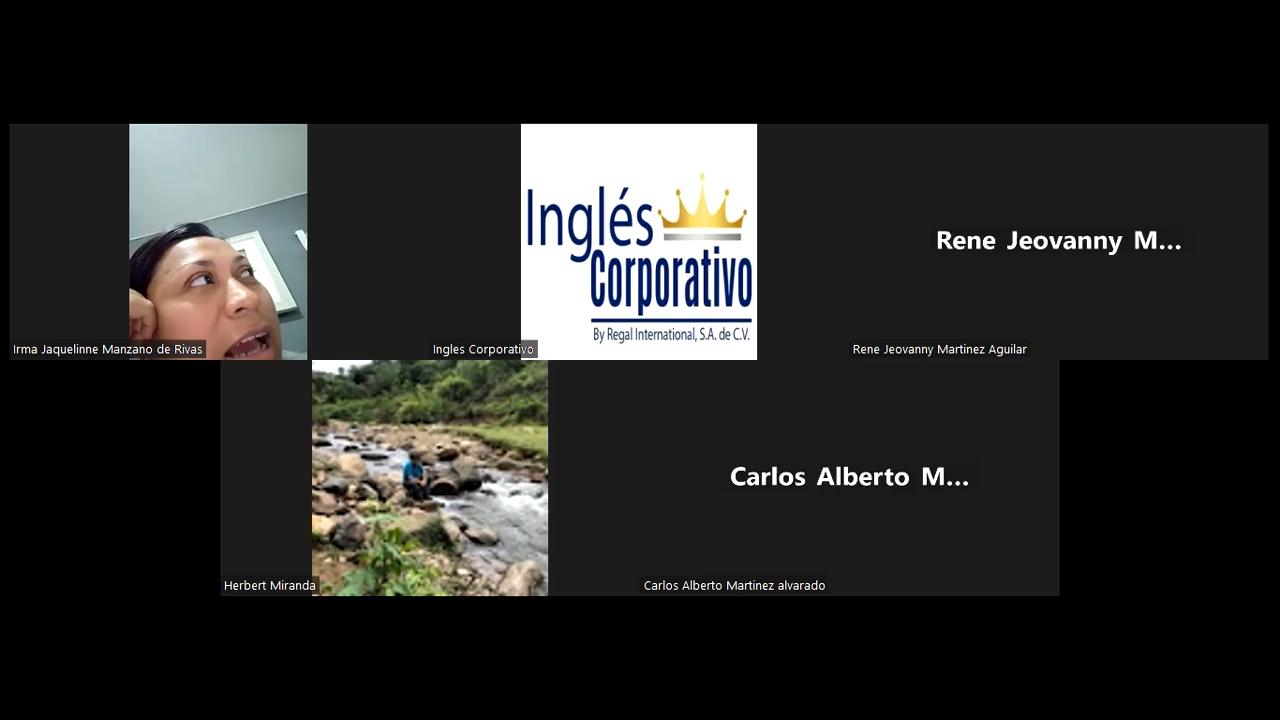 Inglés
Corporativo
By Regal International, S.A. de C.V.
Rene Jeovanny M...
Irma Jaquelinne Manzano de Rivas
Ingles Corporativo
Rene Jeovanny Martinez Aguilar
Carlos Alberto M...
Herbert Miranda
Carlos Alberto Martinez alvarado